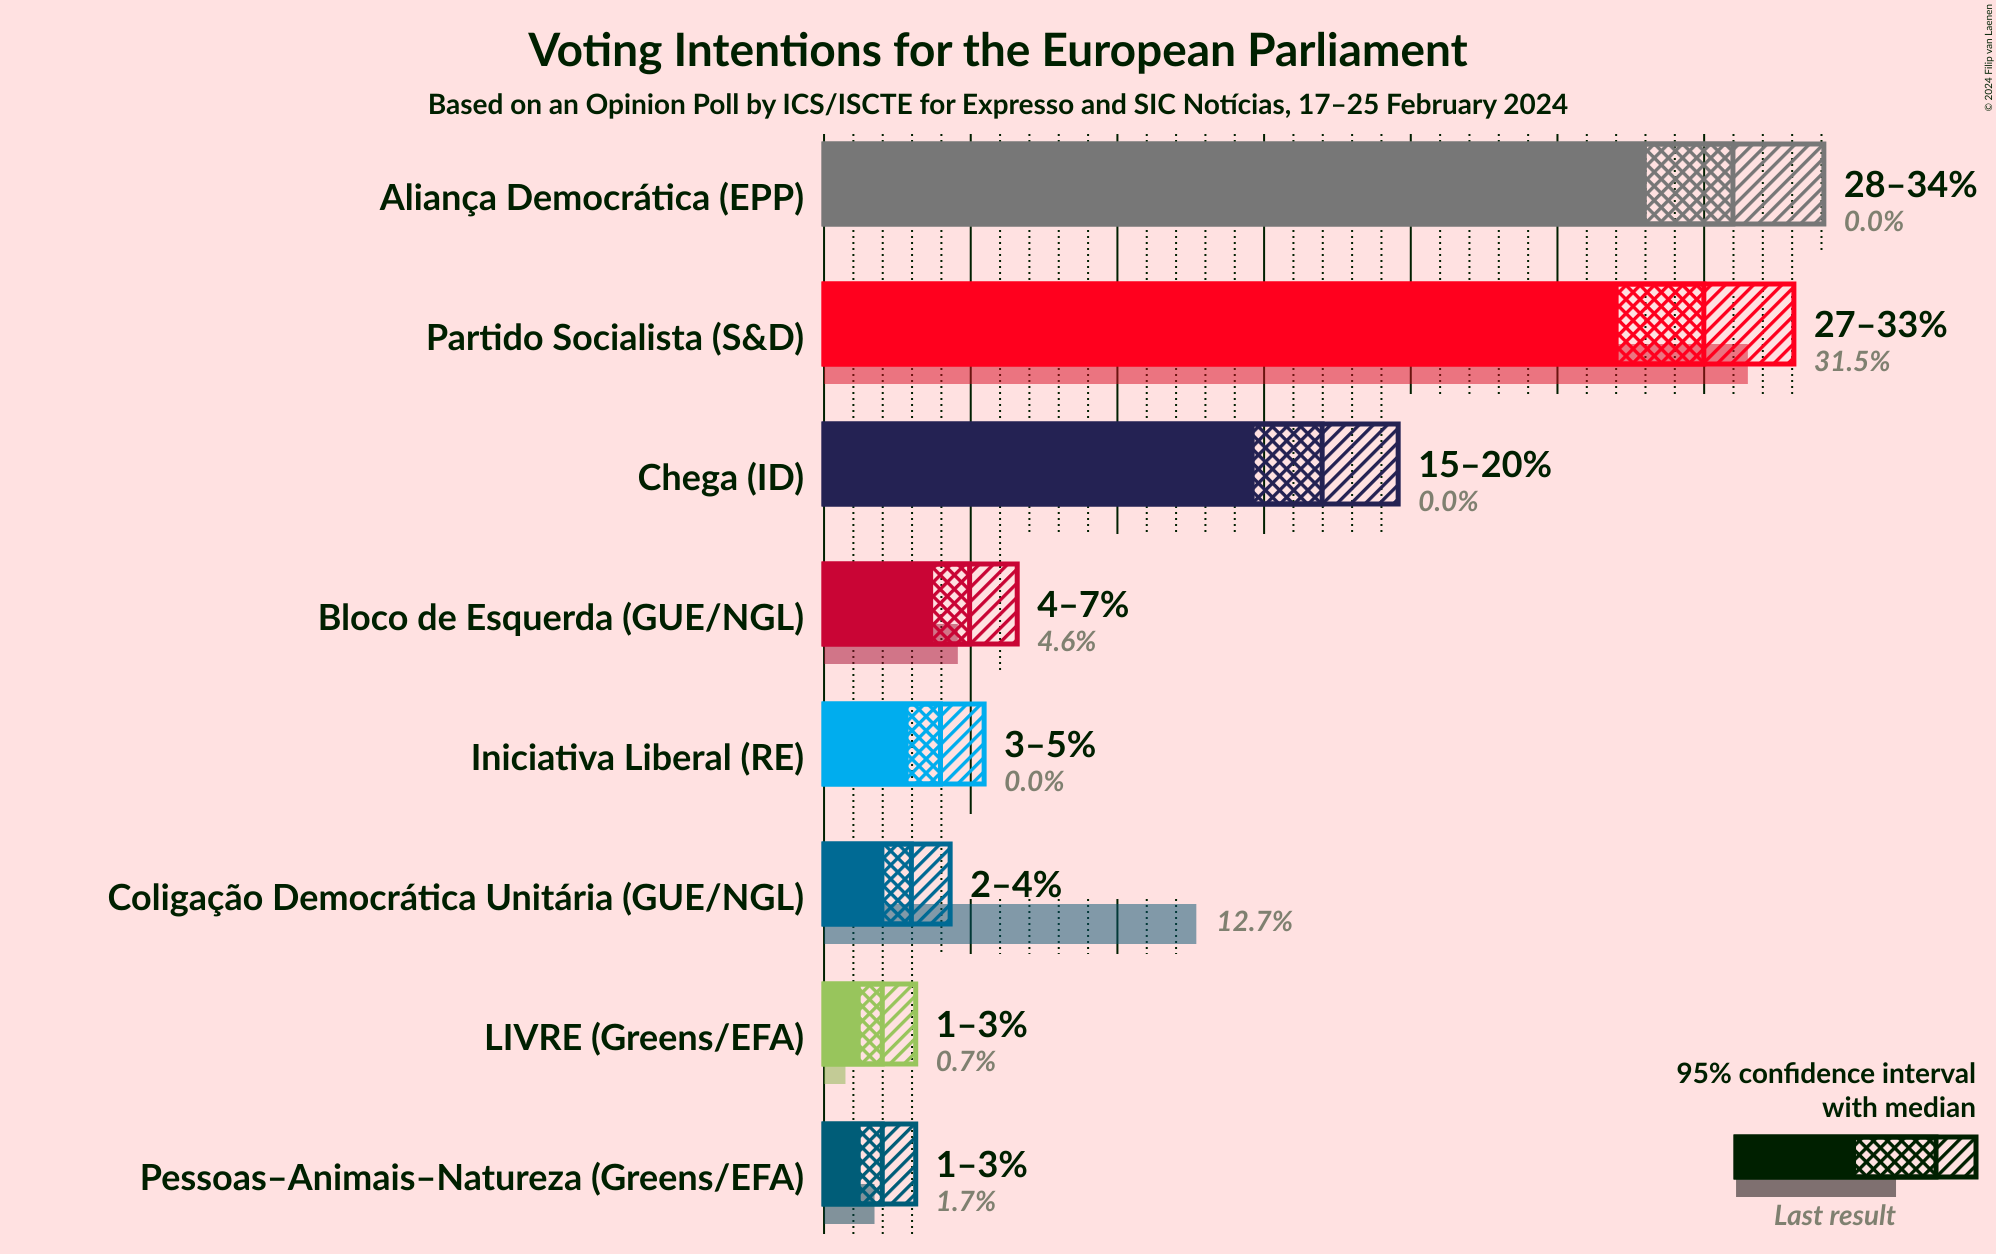 Voting Intentions for the European Parliament
Based on an Opinion Poll by ICS/ISCTE for Expresso and SIC Notícias, 17–25 February 2024
© 2024 Filip van Laenen
Aliança Democrática (EPP)
28–34%
0.0%
Partido Socialista (S&D)
27–33%
31.5%
Chega (ID)
15–20%
0.0%
Bloco de Esquerda (GUE/NGL)
4–7%
4.6%
Iniciativa Liberal (RE)
3–5%
0.0%
Coligação Democrática Unitária (GUE/NGL)
2–4%
12.7%
LIVRE (Greens/EFA)
1–3%
0.7%
Pessoas–Animais–Natureza (Greens/EFA)
1–3%
1.7%
95% confidence interval
with median
Last result